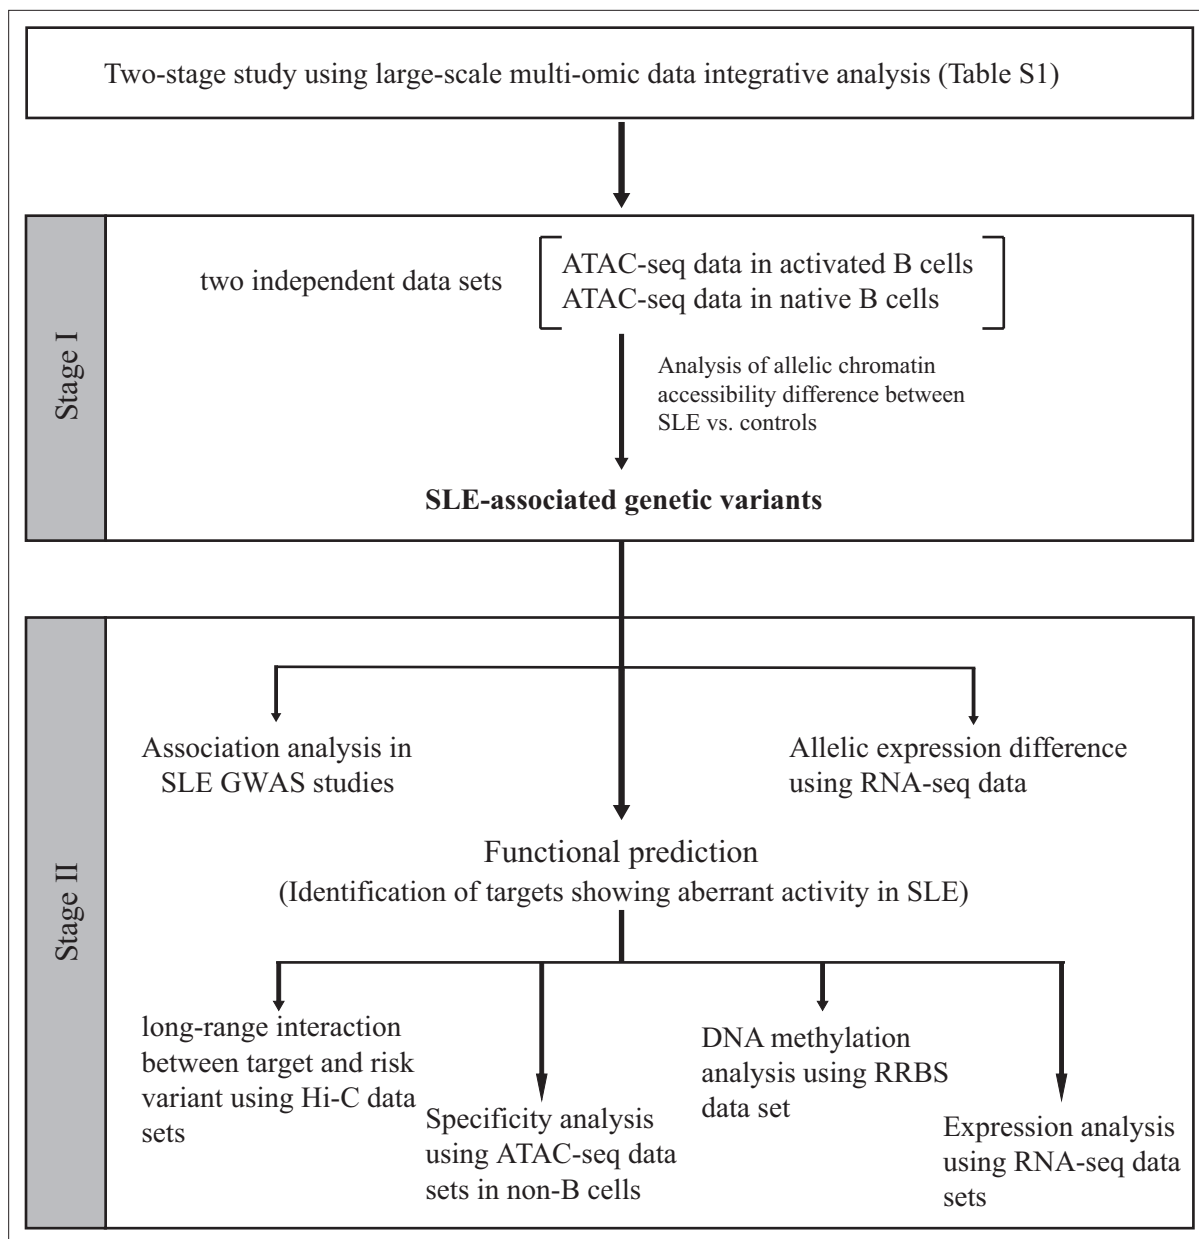 Two-stage study using large-scale multi-omic data integrative analysis (Table S1)
Stage I
two independent data sets
ATAC-seq data in activated B cells
ATAC-seq data in native B cells
Analysis of allelic chromatin
accessibility difference between
SLE vs. controls
SLE-associated genetic variants
Stage II
Association analysis in
SLE GWAS studies
Allelic expression difference
using RNA-seq data
Functional prediction
(Identification of targets showing aberrant activity in SLE)
long-range interaction
between target and risk
variant using Hi-C data
sets
Specificity analysis
using ATAC-seq data
sets in non-B cells
DNA methylation
analysis using RRBS
data set
Expression analysis
using RNA-seq data
sets